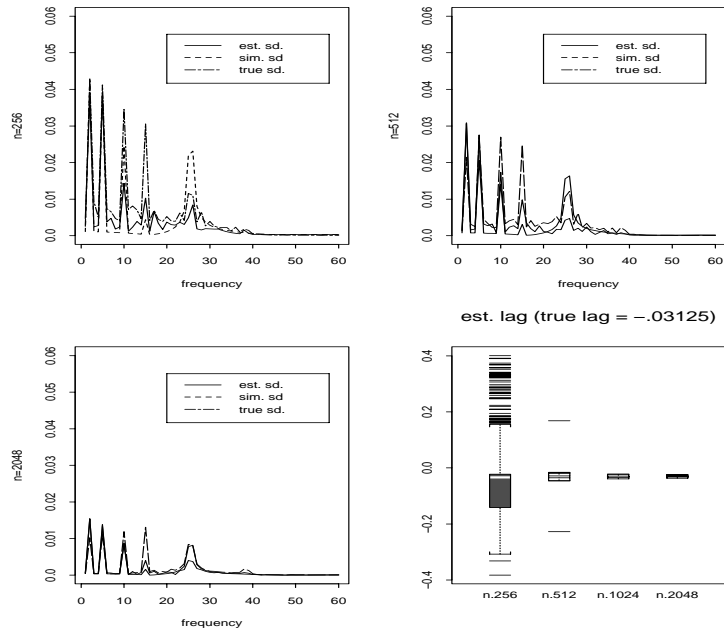 0.06
0.05
0.04
0.03
0.02
0.01
0.0
n=256
est. sd.
sim. sd
true sd.
0 10 20 30 40 50 60
frequency
0.06
0.05
0.04
0.03
0.02
0.01
0.0
n=512
est. sd.
sim. sd
true sd.
0 10 20 30 40 50 60
frequency
0.06
0.05
0.04
0.03
0.02
0.01
0.0
n=2048
est. sd.
sim. sd
true sd.
0 10 20 30 40 50 60
frequency
est. lag (true lag = −.03125)
0.4
0.2
0.0
−0.2
−0.4
n.256 n.512 n.1024 n.2048